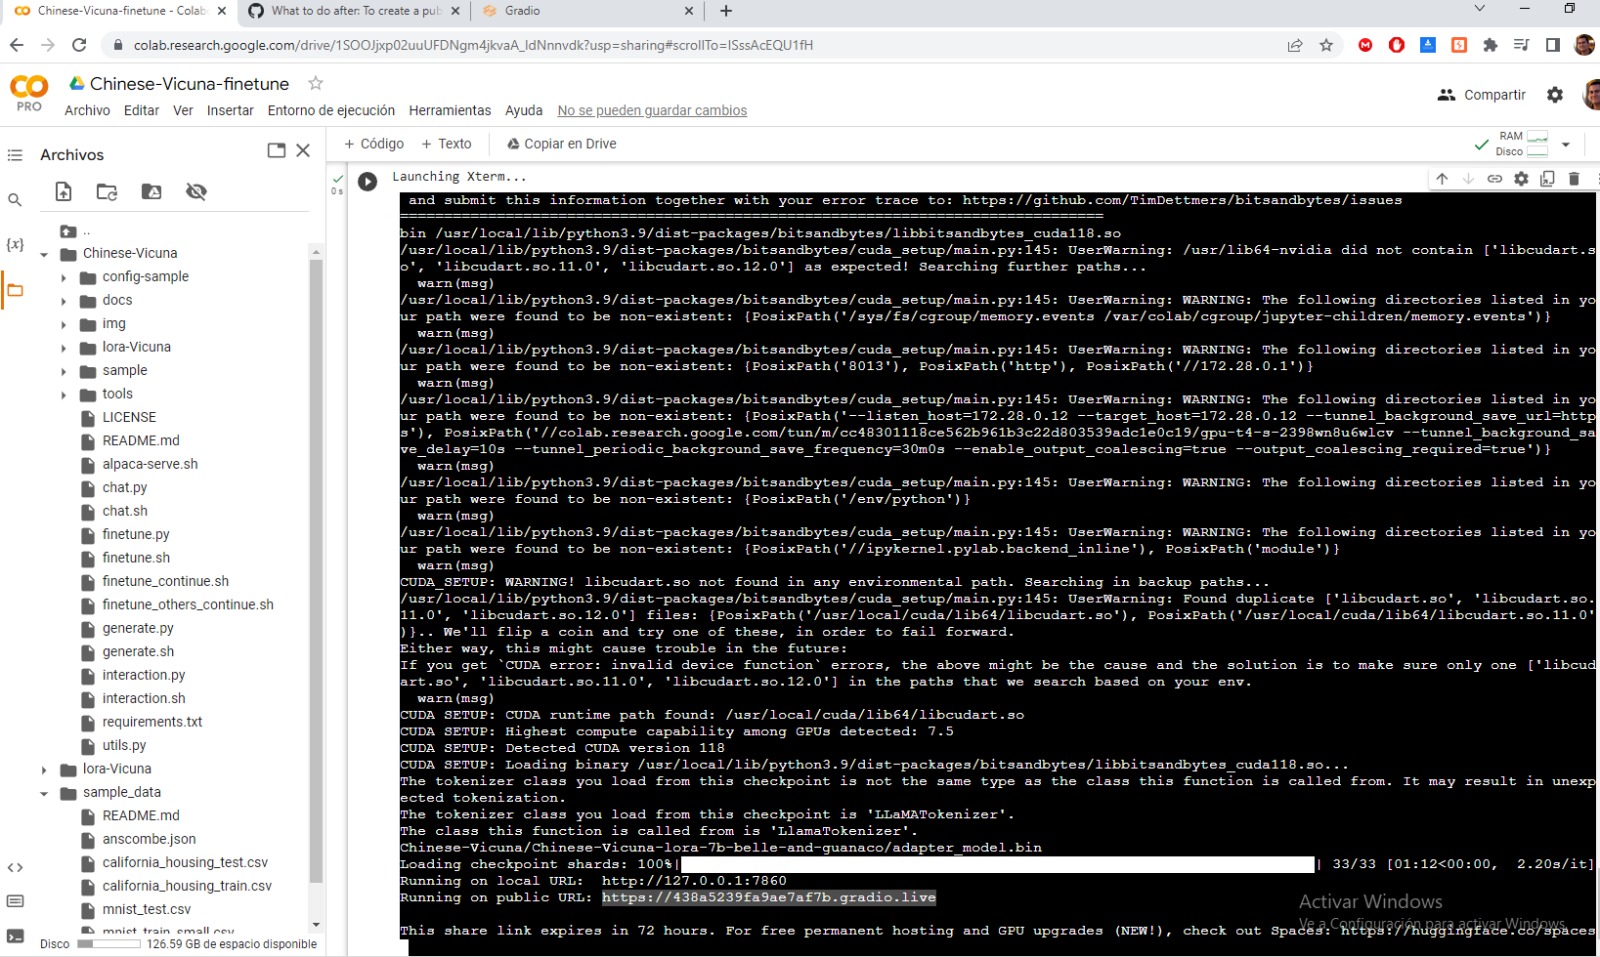 Chinese-Vicuna-finetune - Colab
What to do after: To create a pub
Gradio
colab.research.google.com/drive/1SOOJjxp02uuUFDNgm4jkvaA_ldNnnvdk?usp=sharing#scrollTo=ISssAcEQU1fH
CO
PRO
Chinese-Vicuna-finetune
Archivo Editar Ver Insertar Entorno de ejecución Herramientas Ayuda No se pueden guardar cambios
Compartir
Archivos
+ Código + Texto Copiar en Drive
RAM
Disco
..
Chinese-Vicuna
config-sample
docs
img
lora-Vicuna
sample
tools
LICENSE
README.md
alpaca-serve.sh
chat.py
chat.sh
finetune.py
finetune.sh
finetune_continue.sh
finetune_others_continue.sh
generate.py
generate.sh
interaction.py
interaction.sh
requirements.txt
utils.py
lora-Vicuna
sample_data
README.md
anscombe.json
california_housing_test.csv
california_housing_train.csv
mnist_test.csv
mnist_train_small.csv
Disco 126.59 GB de espacio disponible
0 s
Launching Xterm...
and submit this information together with your error trace to: https://github.com/TimDettmers/bitsandbytes/issues
================================================================================
bin /usr/local/lib/python3.9/dist-packages/bitsandbytes/libbitsandbytes_cuda118.so
/usr/local/lib/python3.9/dist-packages/bitsandbytes/cuda_setup/main.py:145: UserWarning: /usr/lib64-nvidia did not contain ['libcudart.s
o', 'libcudart.so.11.0', 'libcudart.so.12.0'] as expected! Searching further paths...
warn(msg)
/usr/local/lib/python3.9/dist-packages/bitsandbytes/cuda_setup/main.py:145: UserWarning: WARNING: The following directories listed in yo
ur path were found to be non-existent: {PosixPath('/sys/fs/cgroup/memory.events /var/colab/cgroup/jupyter-children/memory.events')}
warn(msg)
/usr/local/lib/python3.9/dist-packages/bitsandbytes/cuda_setup/main.py:145: UserWarning: WARNING: The following directories listed in yo
ur path were found to be non-existent: {PosixPath('8013'), PosixPath('http'), PosixPath('//172.28.0.1')}
warn(msg)
/usr/local/lib/python3.9/dist-packages/bitsandbytes/cuda_setup/main.py:145: UserWarning: WARNING: The following directories listed in yo
ur path were found to be non-existent: {PosixPath('--listen_host=172.28.0.12 --target_host=172.28.0.12 --tunnel_background_save_url=http
s'), PosixPath('//colab.research.google.com/tun/m/cc48301118ce562b961b3c22d803539adc1e0c19/gpu-t4-s-2398wn8u6wlcv --tunnel_background_sa
ve_delay=10s --tunnel_periodic_background_save_frequency=30m0s --enable_output_coalescing=true --output_coalescing_required=true')}
warn(msg)
/usr/local/lib/python3.9/dist-packages/bitsandbytes/cuda_setup/main.py:145: UserWarning: WARNING: The following directories listed in yo
ur path were found to be non-existent: {PosixPath('/env/python')}
warn(msg)
/usr/local/lib/python3.9/dist-packages/bitsandbytes/cuda_setup/main.py:145: UserWarning: WARNING: The following directories listed in yo
ur path were found to be non-existent: {PosixPath('//ipykernel.pylab.backend_inline'), PosixPath('module')}
warn(msg)
CUDA_SETUP: WARNING! libcudart.so not found in any environmental path. Searching in backup paths...
/usr/local/lib/python3.9/dist-packages/bitsandbytes/cuda_setup/main.py:145: UserWarning: Found duplicate ['libcudart.so', 'libcudart.so.
11.0', 'libcudart.so.12.0'] files: {PosixPath('/usr/local/cuda/lib64/libcudart.so'), PosixPath('/usr/local/cuda/lib64/libcudart.so.11.0'
)}.. We'll flip a coin and try one of these, in order to fail forward.
Either way, this might cause trouble in the future:
If you get `CUDA error: invalid device function` errors, the above might be the cause and the solution is to make sure only one ['libcud
art.so', 'libcudart.so.11.0', 'libcudart.so.12.0'] in the paths that we search based on your env.
warn(msg)
CUDA SETUP: CUDA runtime path found: /usr/local/cuda/lib64/libcudart.so
CUDA SETUP: Highest compute capability among GPUs detected: 7.5
CUDA SETUP: Detected CUDA version 118
CUDA SETUP: Loading binary /usr/local/lib/python3.9/dist-packages/bitsandbytes/libbitsandbytes_cuda118.so...
The tokenizer class you load from this checkpoint is not the same type as the class this function is called from. It may result in unexp
ected tokenization.
The tokenizer class you load from this checkpoint is 'LLaMATokenizer'.
The class this function is called from is 'LlamaTokenizer'.
Chinese-Vicuna/Chinese-Vicuna-lora-7b-belle-and-guanaco/adapter_model.bin
Loading checkpoint shards: 100%| | 33/33 [01:12<00:00, 2.20s/it]
Running on local URL: http://127.0.0.1:7860
Running on public URL: https://438a5239fa9ae7af7b.gradio.live
This share link expires in 72 hours. For free permanent hosting and GPU upgrades (NEW!), check out Spaces: https://huggingface.co/spaces
Activar Windows
Ve a Configuración para activar Windows.